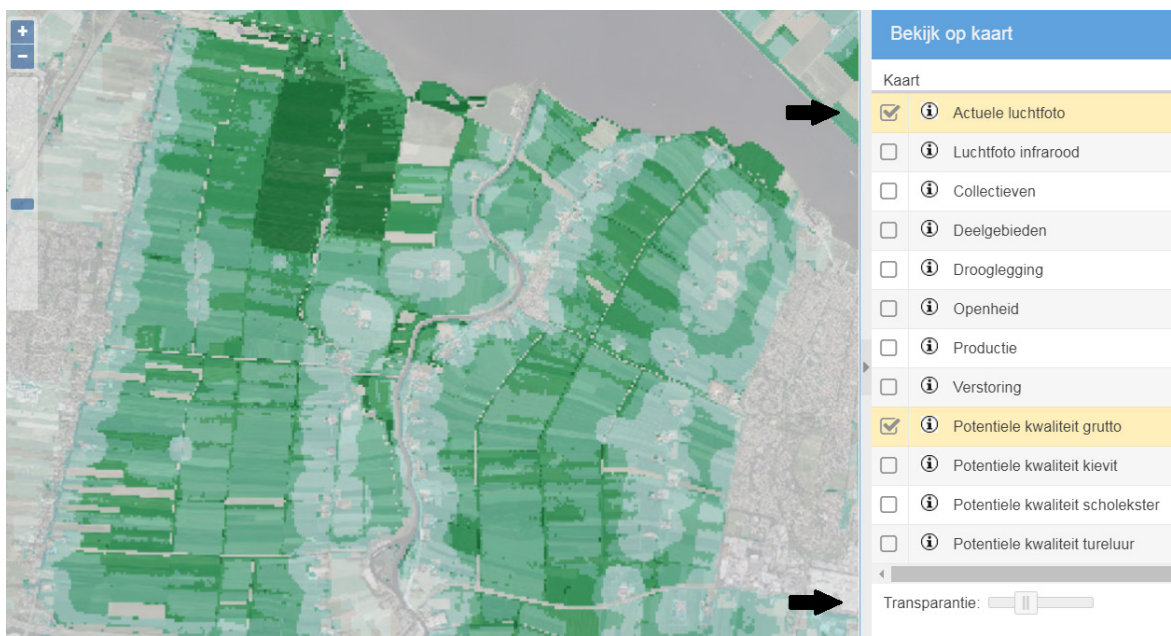 Bekijk op kaart
Kaart
Actuele luchtfoto
Luchtfoto infrarood
Collectieven
Deelgebieden
Drooglegging
Openheid
Productie
Verstoring
Potentiele kwaliteit grutto
Potentiele kwaliteit kievit
Potentiele kwaliteit scholekster
Potentiele kwaliteit tureluur
Transparantie: